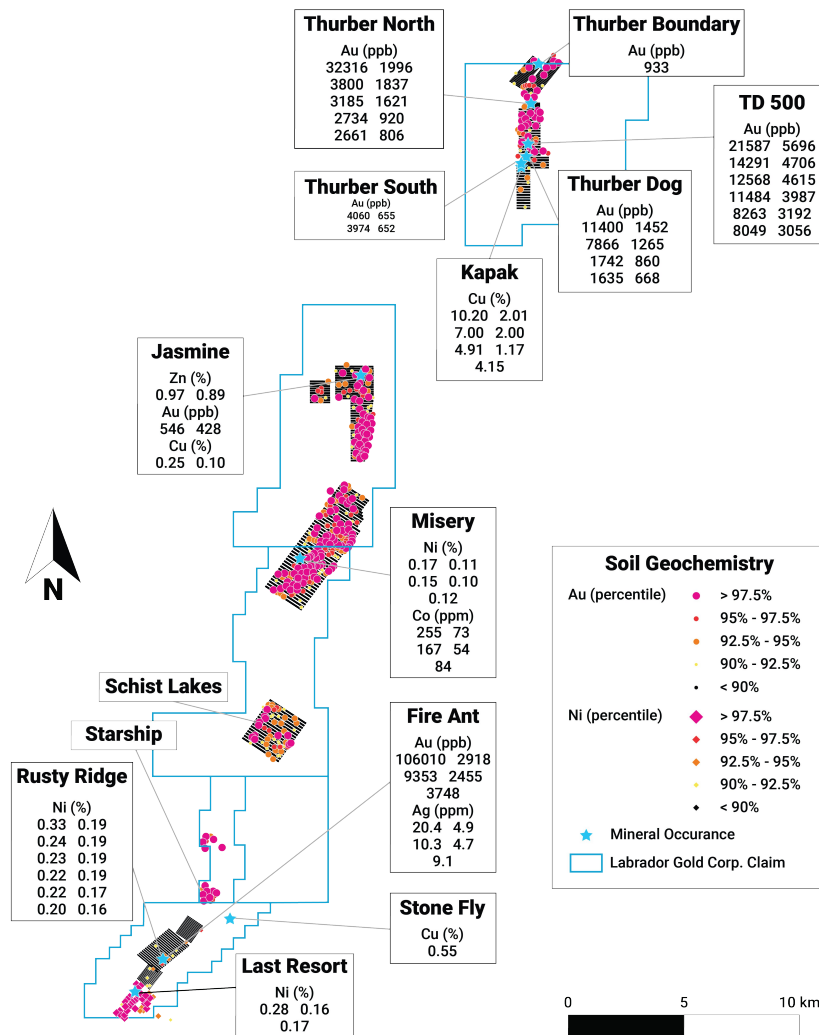 Thurber North
Au (ppb)
32316 1996
3800 1837
3185 1621
2734 920
2661 806
Thurber Boundary
Au (ppb)
933
TD 500
Au (ppb)
21587 5696
14291 4706
12568 4615
11484 3987
8263 3192
8049 3056
Thurber South
Au (ppb)
4060 655
3974 652
Thurber Dog
Au (ppb)
11400 1452
7866 1265
1742 860
1635 668
Kapak
Cu (%)
10.20 2.01
7.00 2.00
4.91 1.17
4.15
Jasmine
Zn (%)
0.97 0.89
Au (ppb)
546 428
Cu (%)
0.25 0.10
N
Misery
Ni (%)
0.17 0.11
0.15 0.10
0.12
Co (ppm)
255 73
167 54
84
Schist Lakes
Starship
Rusty Ridge
Ni (%)
0.33 0.19
0.24 0.19
0.23 0.19
0.22 0.19
0.22 0.17
0.20 0.16
Fire Ant
Au (ppb)
106010 2918
9353 2455
3748
Ag (ppm)
20.4 4.9
10.3 4.7
9.1
Stone Fly
Cu (%)
0.55
Last Resort
Ni (%)
0.28 0.16
0.17
Soil Geochemistry
Au (percentile) > 97.5%
95% - 97.5%
92.5% - 95%
90% - 92.5%
< 90%
Ni (percentile) > 97.5%
95% - 97.5%
92.5% - 95%
90% - 92.5%
< 90%
Mineral Occurance
Labrador Gold Corp. Claim
0 5 10 km